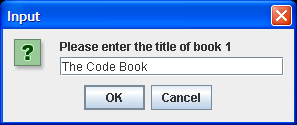 Input
Please enter the title of book 1
The Code Book
OK Cancel